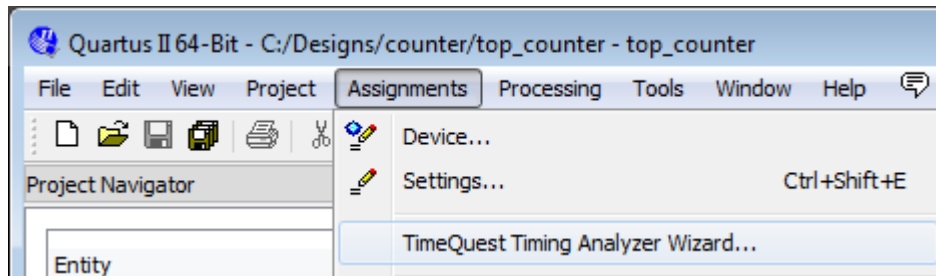 Quartus II 64-Bit - C:/Designs/counter/top_counter - top_counter
File Edit View Project Assignments Processing Tools Window Help
Device...
Project Navigator
Settings... Ctrl+Shift+E
TimeQuest Timing Analyzer Wizard...
Entity